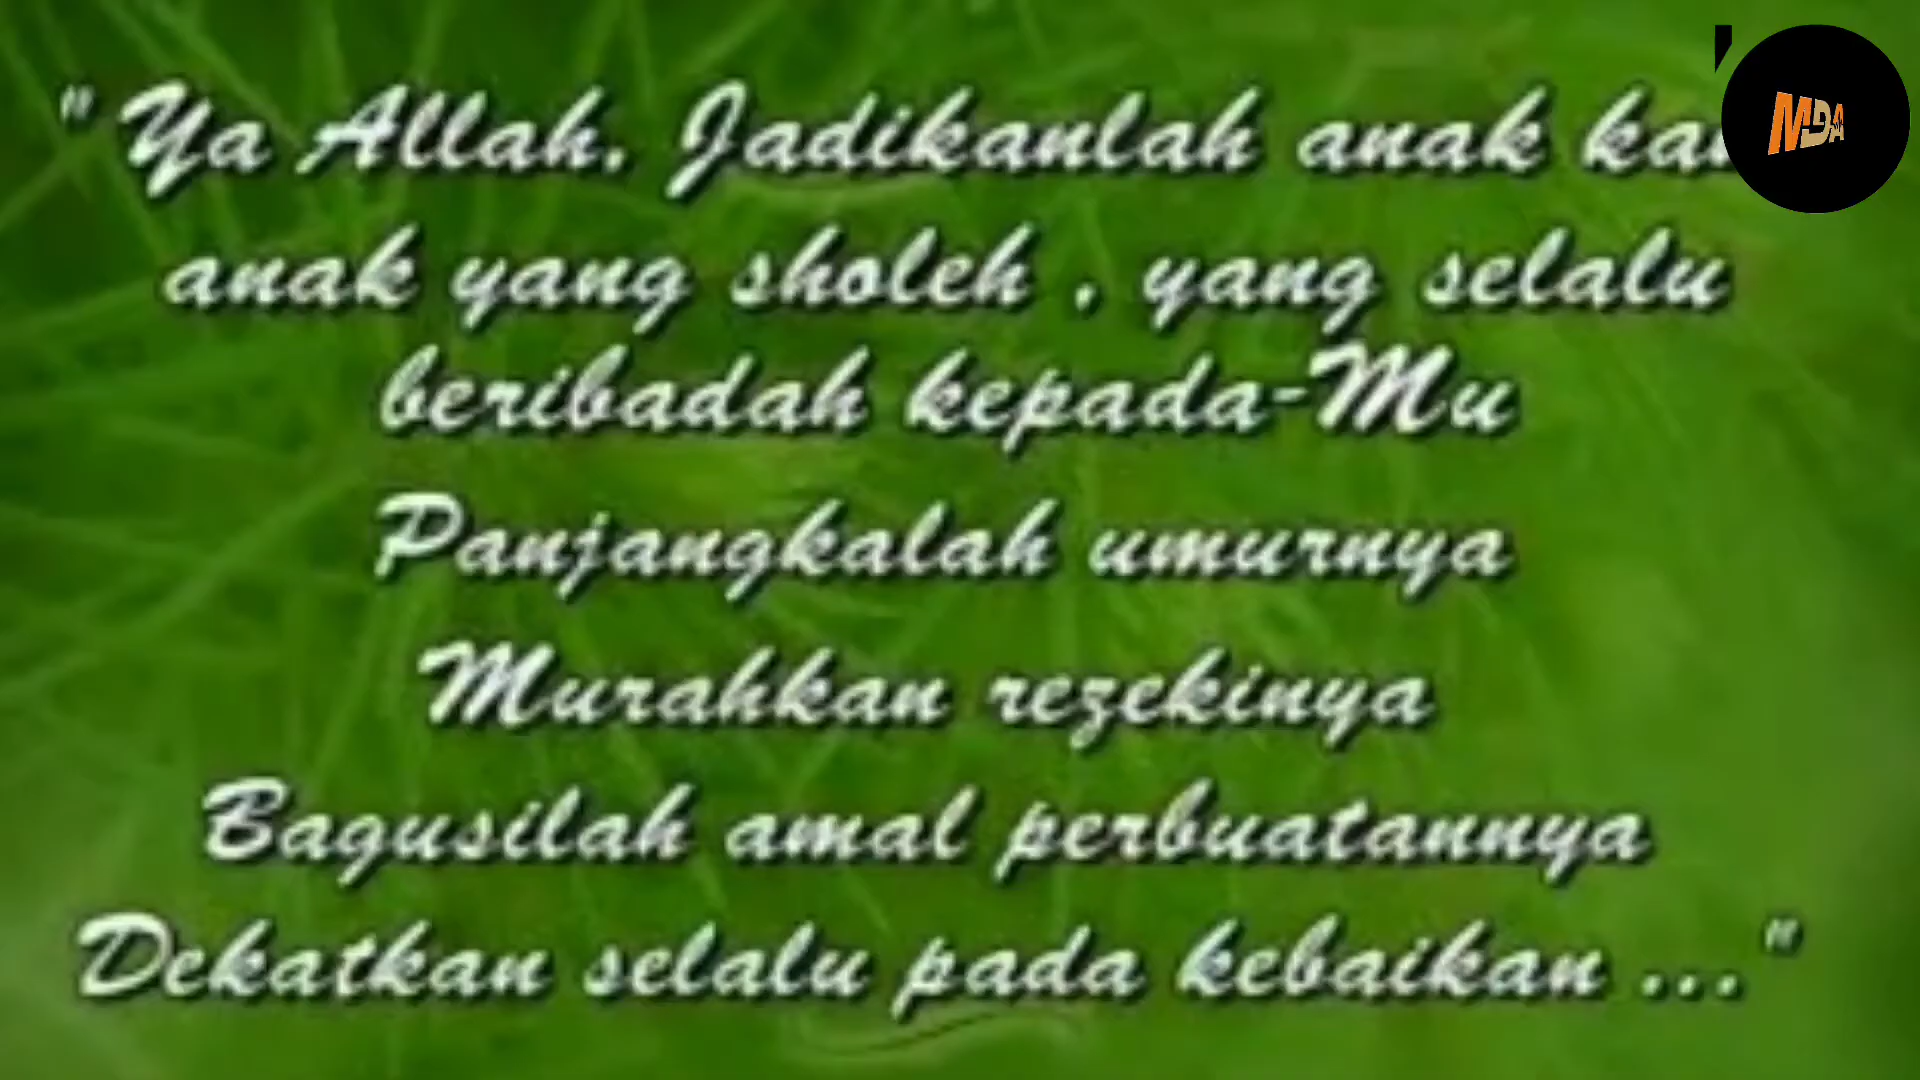 "Ya Allah, Jadikanlah anak
MDA
anak yang sholeh , yang selalu
beribadah kepada-Mu
Panjangkalah umurnya
Murahkan rezekinya
Bagusilah amal perbuatannya
Dekatkan selalu pada kebaikan ..."